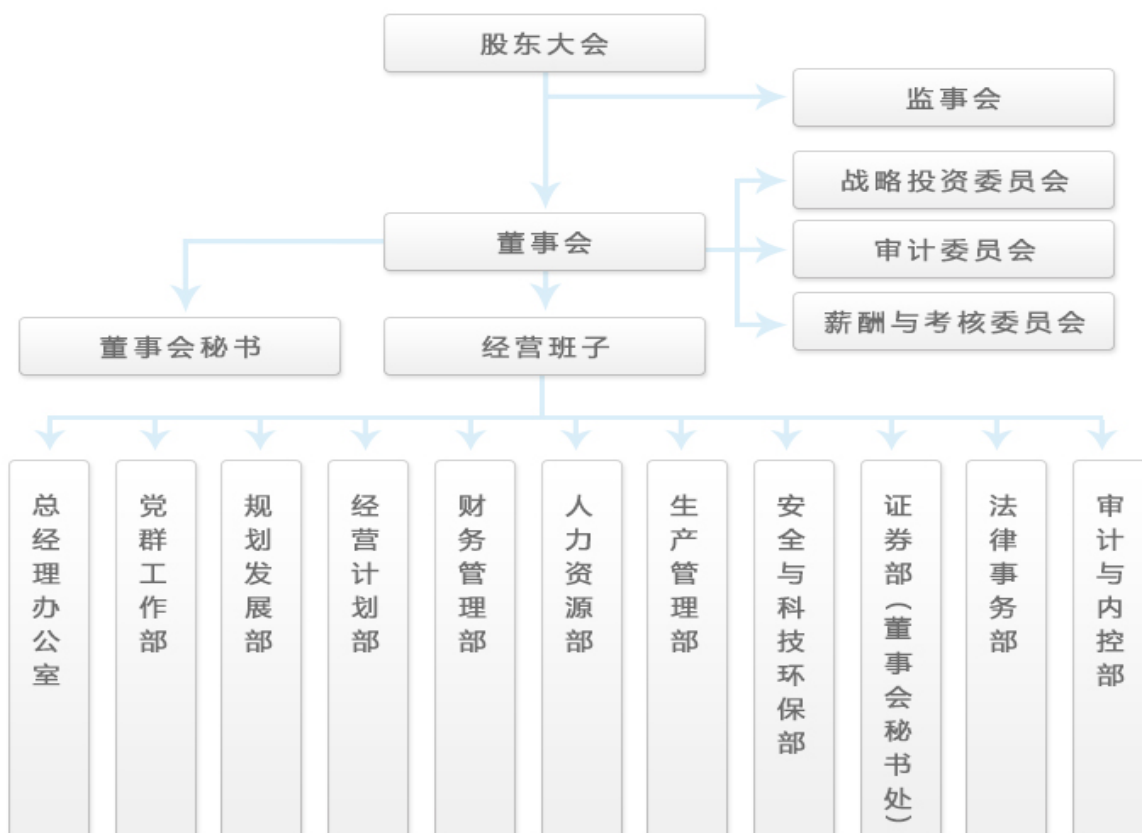 股东大会
监事会
战略投资委员会
董事会
审计委员会
薪酬与考核委员会
董事会秘书
经营班子
总经理办公室
党群工作部
规划发展部
经营计划部
财务管理部
人力资源部
生产管理部
安全与科技环保部
证券部（董事会秘书处）
法律事务部
审计与内控部